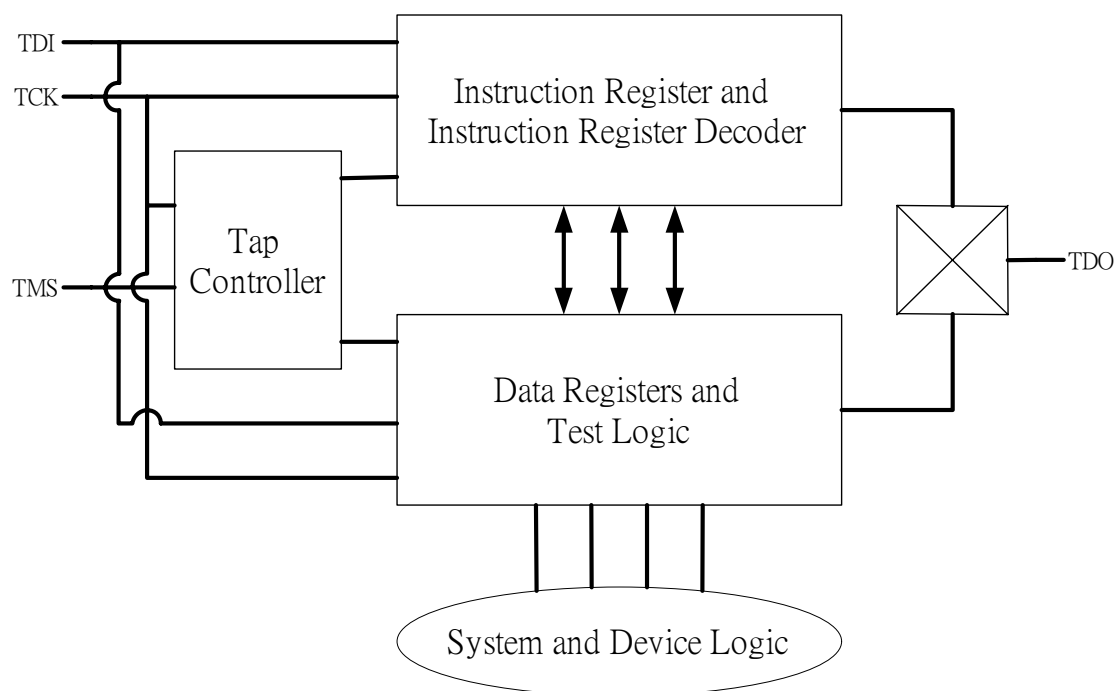 TDI
TCK
Instruction Register and
Instruction Register Decoder
Tap
Controller
TMS
TDO
Data Registers and
Test Logic
System and Device Logic